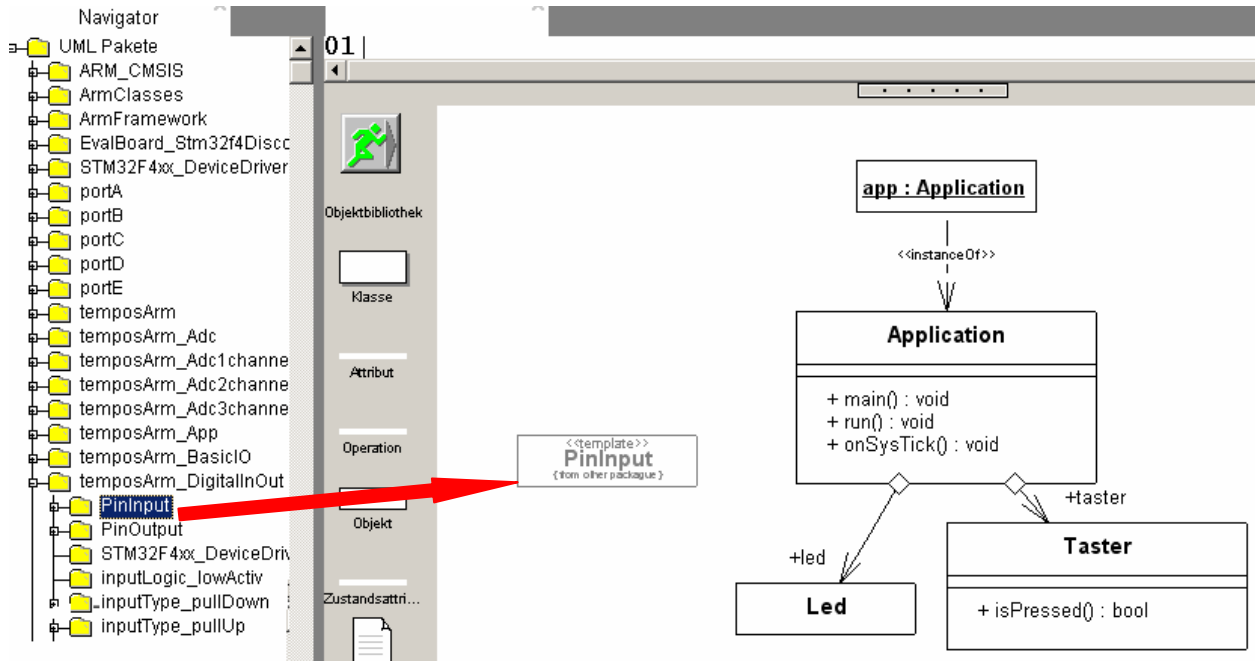 Navigator
UML Pakete
ARM_CMSIS
ArmClasses
ArmFramework
EvalBoard_Stm32f4Disco
STM32F4xx_DeviceDriver
portA
portB
portC
portD
portE
temposArm
temposArm_Adc
temposArm_Adc1channe
temposArm_Adc2channe
temposArm_Adc3channe
temposArm_App
temposArm_BasicIO
temposArm_DigitalInOut
PinInput
PinOutput
STM32F4xx_DeviceDriv
inputLogic_lowActiv
inputType_pullDown
inputType_pullUp
01
Objektbibliothek
Klasse
Attribut
Operation
Objekt
Zustandsattri...
<<template>>
PinInput
{from other packague}
app : Application
<<instanceOf>>
Application
+ main() : void
+ run() : void
+ onSysTick() : void
+led
+taster
Led
Taster
+ isPressed() : bool